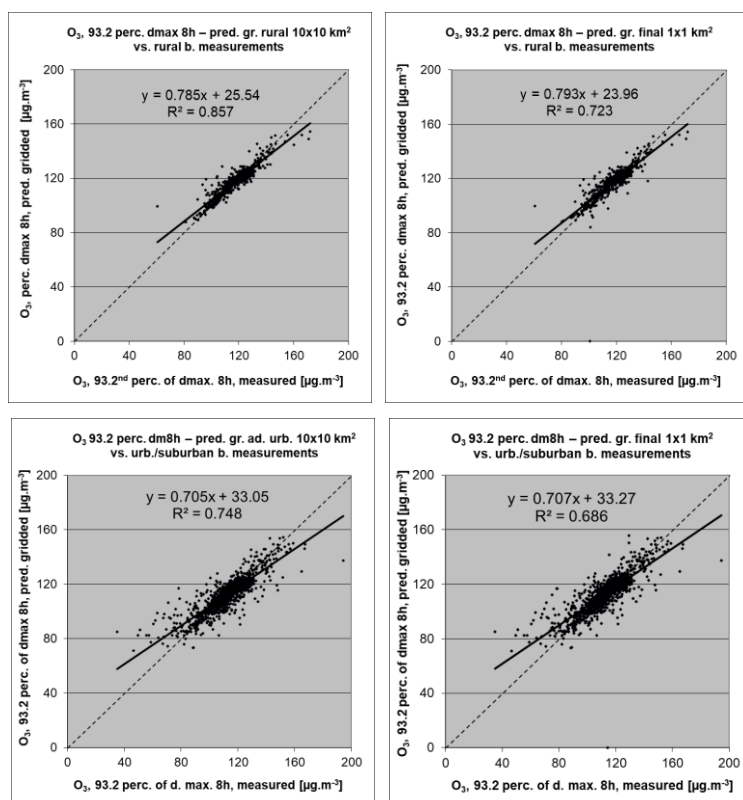 O₃, 93.2 perc. dmax 8h – pred. gr. rural 10x10 km²
vs. rural b. measurements
y = 0.785x + 25.54
R² = 0.857
O₃, perc. dmax 8h, pred. gridded [µg.m⁻³]
200
160
120
80
40
0
0 40 80 120 160 200
O₃, 93.2ⁿᵈ perc. of dmax. 8h, measured [µg.m⁻³]
O₃, 93.2 perc. dmax 8h – pred. gr. final 1x1 km²
vs. rural b. measurements
y = 0.793x + 23.96
R² = 0.723
O₃, 93.2 perc. dmax 8h, pred. gridded [µg.m⁻³]
200
160
120
80
40
0
0 40 80 120 160 200
O₃, 93.2ⁿᵈ perc. of dmax. 8h, measured [µg.m⁻³]
O₃ 93.2 perc. dm8h – pred. gr. ad. urb. 10x10 km²
vs. urb./suburban b. measurements
y = 0.705x + 33.05
R² = 0.748
O₃, 93.2 perc. of dmax 8h, pred. gridded [µg.m⁻³]
200
160
120
80
40
0
0 40 80 120 160 200
O₃, 93.2 perc. of d. max. 8h, measured [µg.m⁻³]
O₃ 93.2 perc. dm8h – pred. gr. final 1x1 km²
vs. urb./suburban b. measurements
y = 0.707x + 33.27
R² = 0.686
O₃, 93.2 perc. of dmax 8h, pred. gridded [µg.m⁻³]
200
160
120
80
40
0
0 40 80 120 160 200
O₃, 93.2 perc. of d. max. 8h, measured [µg.m⁻³]